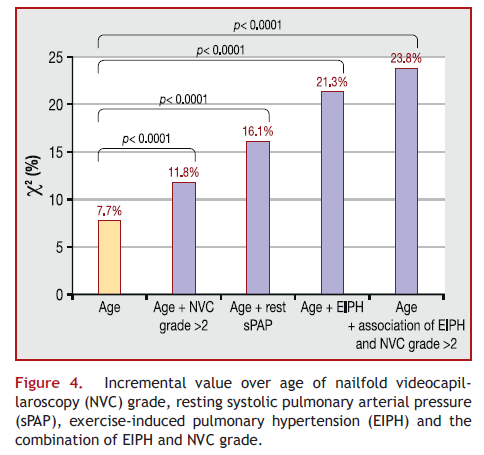 p< 0.0001
p< 0.0001
p< 0.0001
p< 0.0001
χ² (%)
25
20
15
10
5
0
7.7%
11.8%
16.1%
21.3%
23.8%
Age
Age + NVC
grade >2
Age + rest
sPAP
Age + EIPH
Age
+ association of EIPH
and NVC grade >2
Figure 4. Incremental value over age of nailfold videocapil-
laroscopy (NVC) grade, resting systolic pulmonary arterial pressure
(sPAP), exercise-induced pulmonary hypertension (EIPH) and the
combination of EIPH and NVC grade.